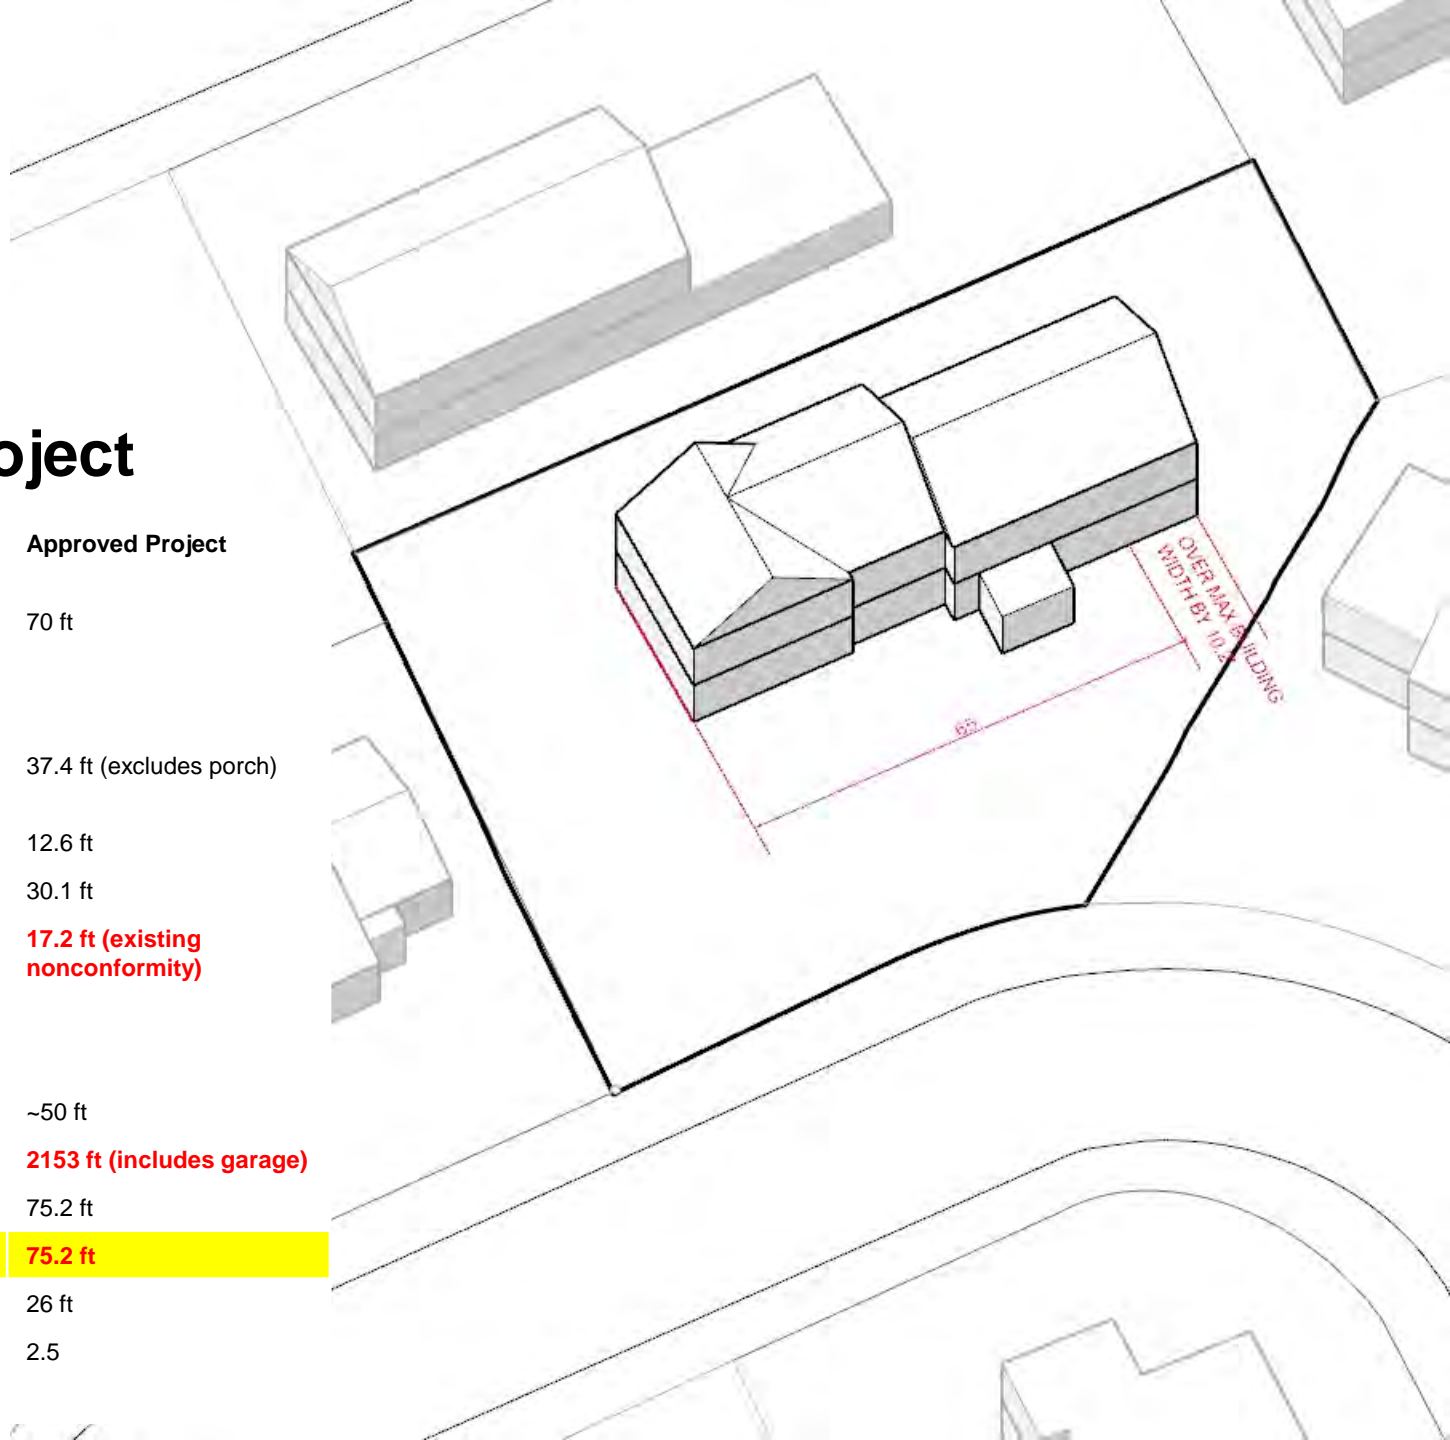 oject
Approved Project
70 ft
37.4 ft (excludes porch)
12.6 ft
30.1 ft
17.2 ft (existing
nonconformity)
~50 ft
2153 ft (includes garage)
75.2 ft
75.2 ft
26 ft
2.5
OVER MAX BUILDING
WIDTH BY
65'